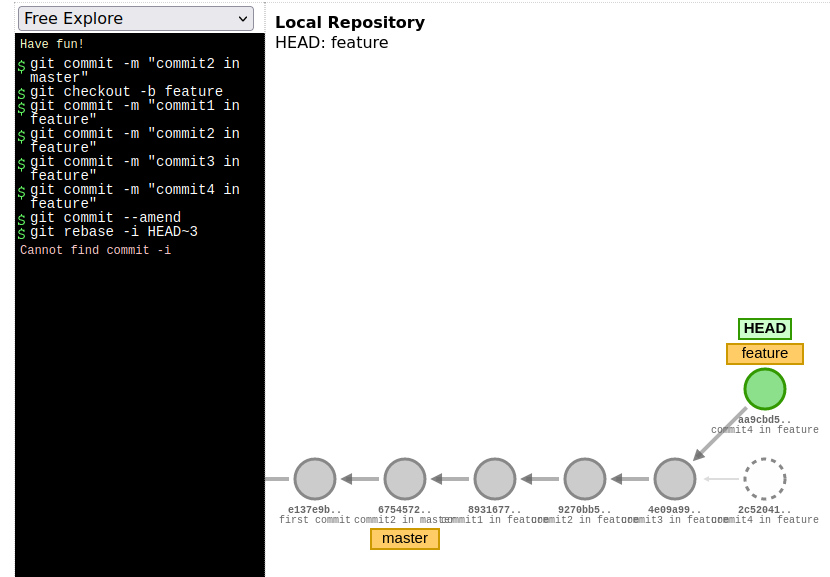 Free Explore
Have fun!
$ git commit -m "commit2 in
master"
$ git checkout -b feature
$ git commit -m "commit1 in
feature"
$ git commit -m "commit2 in
feature"
$ git commit -m "commit3 in
feature"
$ git commit -m "commit4 in
feature"
$ git commit --amend
$ git rebase -i HEAD~3
Cannot find commit -i
Local Repository
HEAD: feature
HEAD
feature
aa9cbd5..
commit4 in feature
e137e9b..
first commit
6754572..
commit2 in master
8931677..
commit1 in feature
9270bb5..
commit2 in feature
4e09a99..
commit3 in feature
2c52041..
commit4 in feature
master